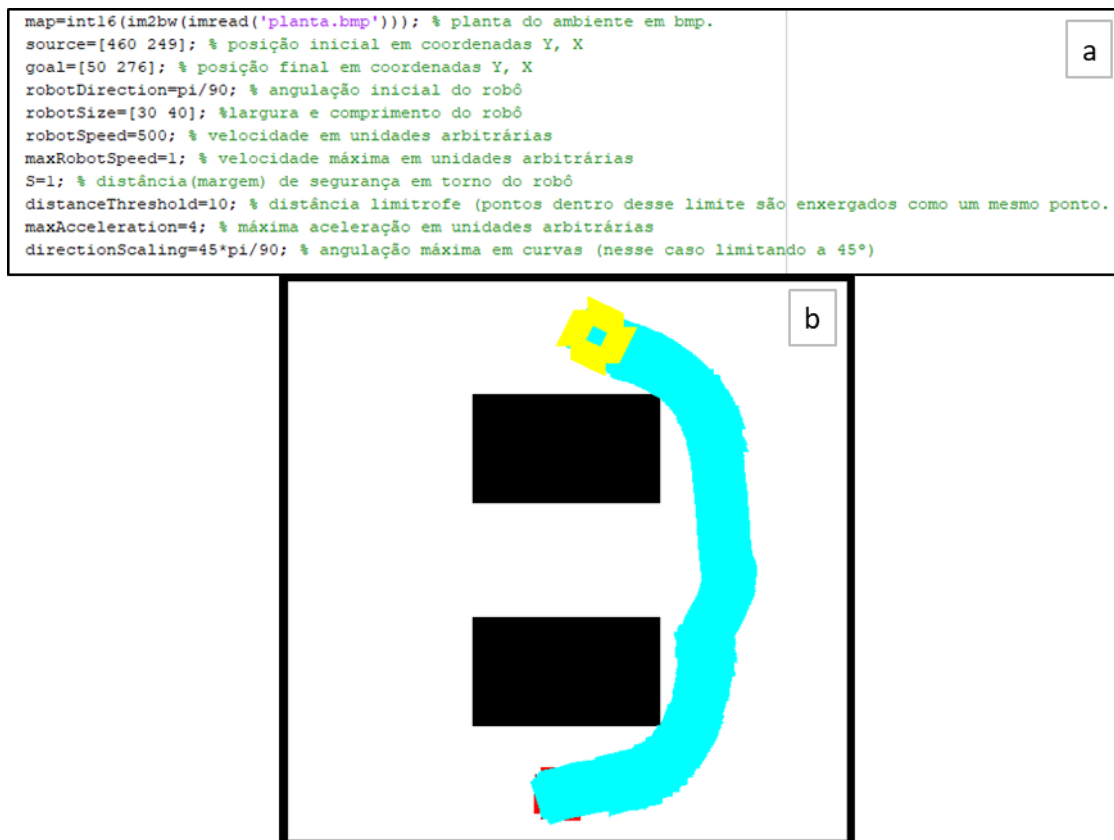 map=int16(im2bw(imread('planta.bmp'))); % planta do ambiente em bmp.
source=[460 249]; % posição inicial em coordenadas Y, X
goal=[50 276]; % posição final em coordenadas Y, X
robotDirection=pi/90; % angulação inicial do robô
robotSize=[30 40]; %largura e comprimento do robô
robotSpeed=500; % velocidade em unidades arbitrárias
maxRobotSpeed=1; % velocidade máxima em unidades arbitrárias
S=1; % distância(margem) de segurança em torno do robô
distanceThreshold=10; % distância limitrofe (pontos dentro desse limite são enxergados como um mesmo ponto.
maxAcceleration=4; % máxima aceleração em unidades arbitrárias
directionScaling=45*pi/90; % angulação máxima em curvas (nesse caso limitando a 45°)
a
b